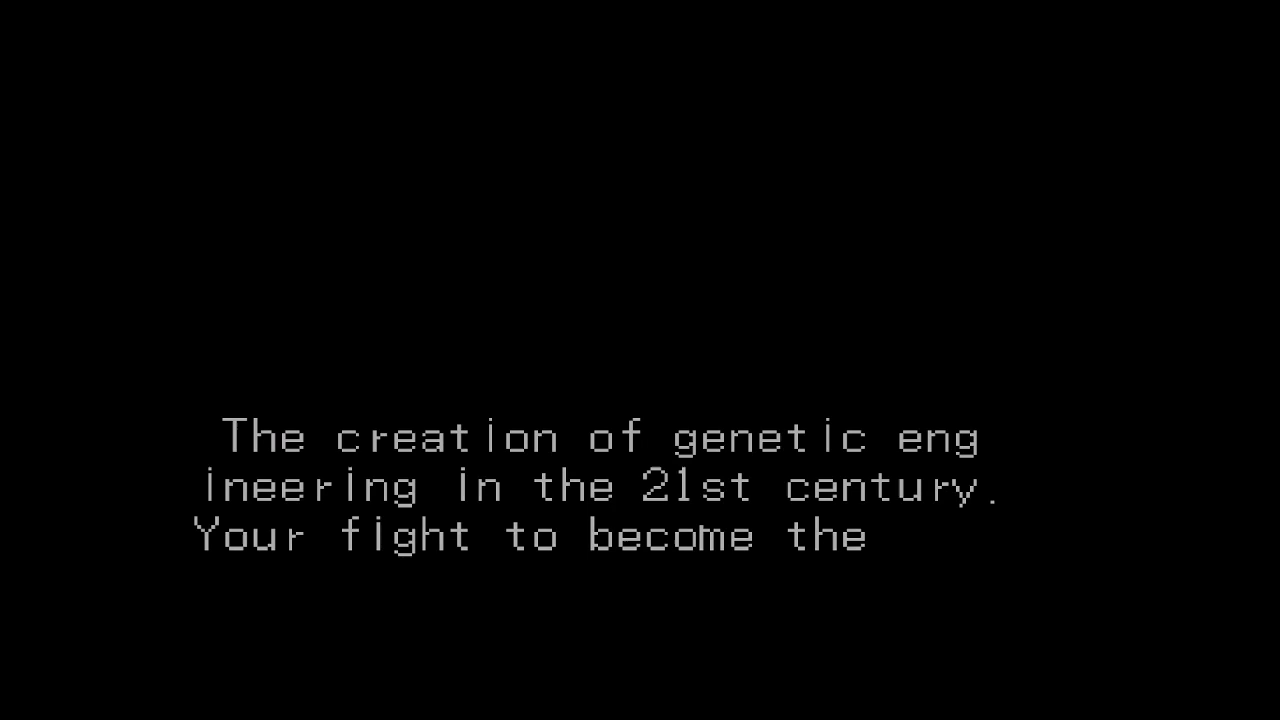 The creation of genetic eng
ineering in the 21st century.
Your fight to become the